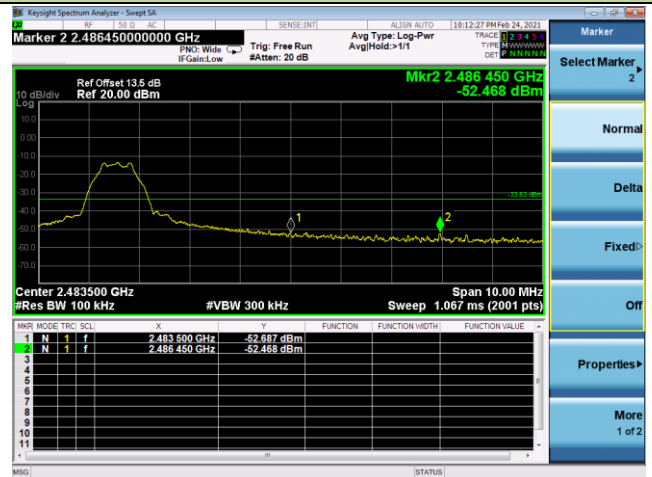 Keysight Spectrum Analyzer - Swept SA
RF 50 Ω AC SENSE:INT ALIGN AUTO 10:12:27 PM Feb 24, 2021
Marker 2 2.486450000000 GHz
PNO: Wide
IFGain:Low
Trig: Free Run
#Atten: 20 dB
Avg Type: Log-Pwr
Avg|Hold:>1/1
TRACE 1 2 3 4 5 6
TYPE M W W W W W
DET P N N N N N
Ref Offset 13.5 dB
Ref 20.00 dBm
10 dB/div
Log
Mkr2 2.486 450 GHz
-52.468 dBm
10.0
0.00
-10.0
-20.0
-30.0
-40.0
-50.0
-60.0
-70.0
-33.63 dBm
1
2
Center 2.483500 GHz
Span 10.00 MHz
#Res BW 100 kHz
#VBW 300 kHz
Sweep 1.067 ms (2001 pts)
MKR MODE TRC SCL X Y FUNCTION FUNCTION WIDTH FUNCTION VALUE
1 N 1 f 2.483 500 GHz -52.687 dBm
2 N 1 f 2.486 450 GHz -52.468 dBm
3
4
5
6
7
8
9
10
11
MSG
STATUS
Marker
Select Marker
2
Normal
Delta
Fixed
Off
Properties
More
1 of 2